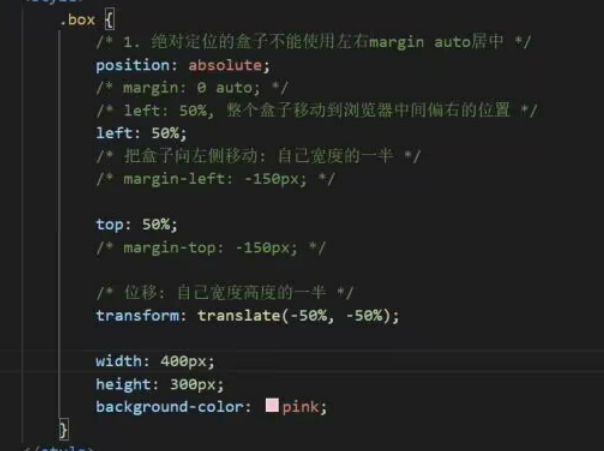 .box {
/* 1. 绝对定位的盒子不能使用左右margin auto居中 */
position: absolute;
/* margin: 0 auto; */
/* left: 50%, 整个盒子移动到浏览器中间偏右的位置 */
left: 50%;
/* 把盒子向左侧移动: 自己宽度的一半 */
/* margin-left: -150px; */
top: 50%;
/* margin-top: -150px; */
/* 位移: 自己宽度高度的一半 */
transform: translate(-50%, -50%);
width: 400px;
height: 300px;
background-color: pink;
}